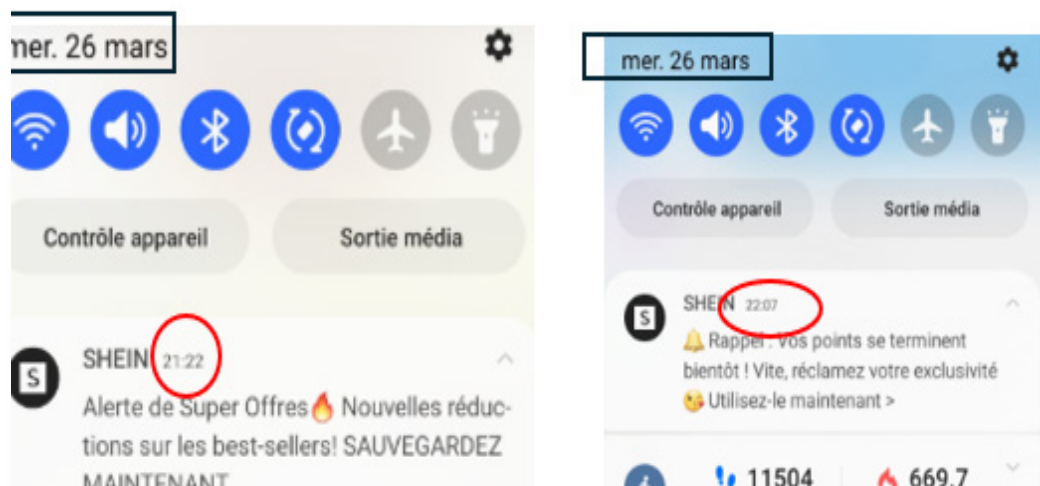 mer. 26 mars
Contrôle appareil
Sortie média
SHEIN 21:22
Alerte de Super Offres🔥 Nouvelles réduc-
tions sur les best-sellers! SAUVEGARDEZ
MAINTENANT
mer. 26 mars
Contrôle appareil
Sortie média
SHEIN 22:07
🔔 Rappel : Vos points se terminent
bientôt ! Vite, réclamez votre exclusivité
😘 Utilisez-le maintenant >
11504
669.7